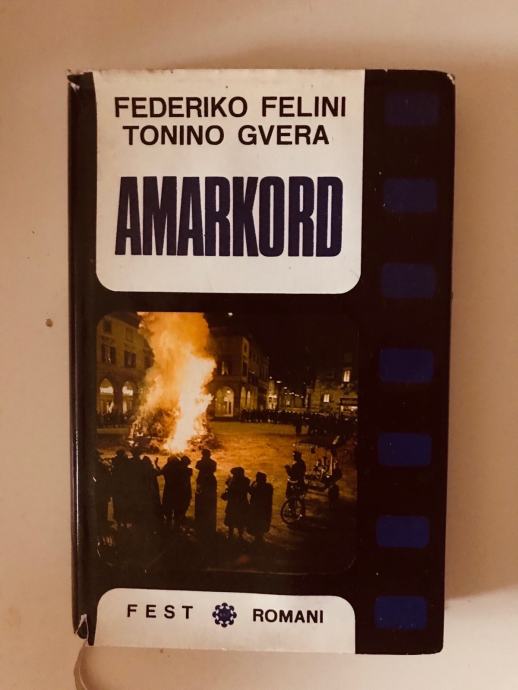 FEDERIKO FELINI
TONINO GVERA
AMARKORD
FEST ROMANI